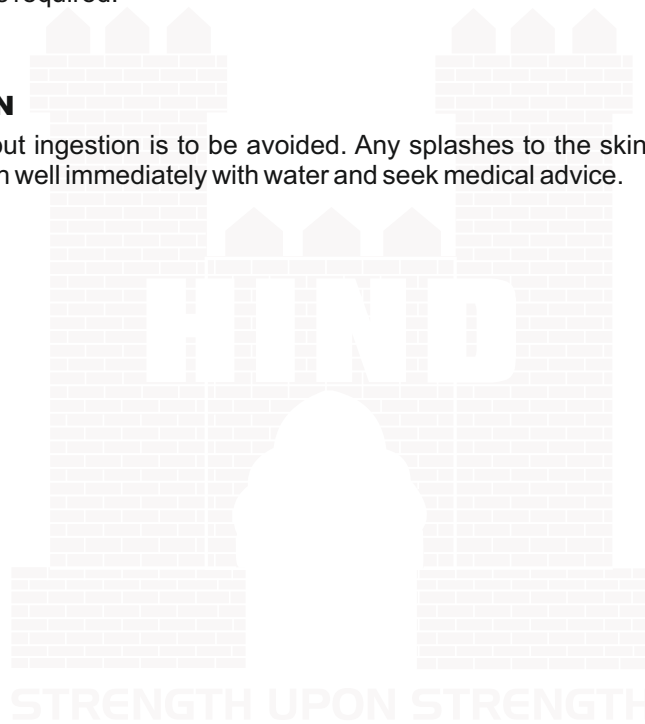 required.
N
but ingestion is to be avoided. Any splashes to the skin
well immediately with water and seek medical advice.
HIND
STRENGTH UPON STRENGTH